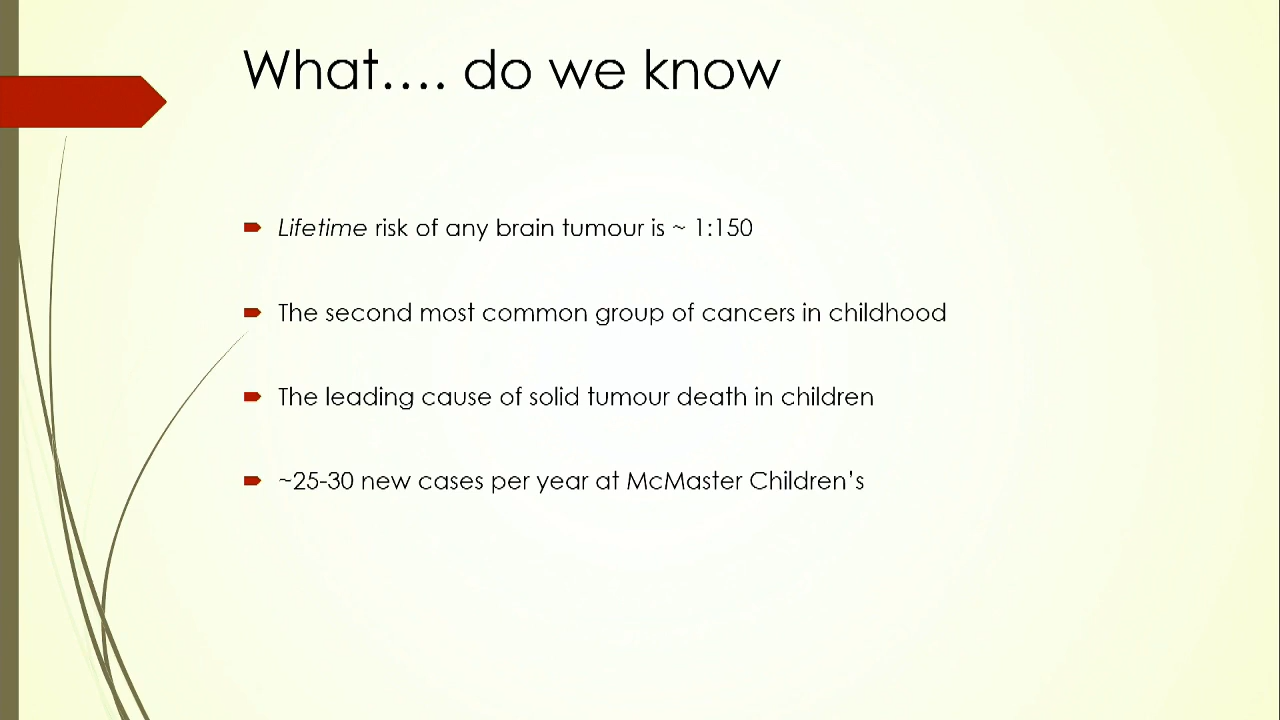 What…. do we know
Lifetime risk of any brain tumour is ~ 1:150
The second most common group of cancers in childhood
The leading cause of solid tumour death in children
~25-30 new cases per year at McMaster Children’s